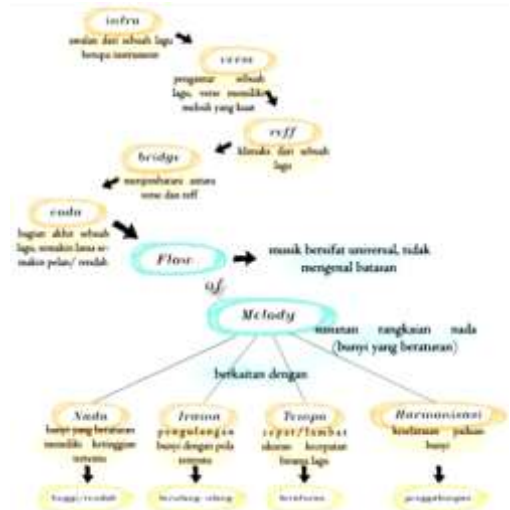 intro
awalan dari sebuah lagu
berupa instrument
verse
pengantar sebuah
lagu, verse memiliki
melodi yang kuat
reff
klimaks dari sebuah
lagu
bridge
menjembatani antara
verse dan reff
coda
bagian akhir sebuah
lagu, semakin lama se-
makin pelan/ rendah
Flow
musik bersifat universal, tidak
mengenal batasan
of
Melody
susunan rangkaian nada
(bunyi yang beraturan)
berkaitan dengan
Nada
bunyi yang beraturan
memiliki ketinggian
tertentu
tinggi/rendah
Irama
pengulangan
bunyi dengan pola
tertentu
berulang-ulang
Tempo
cepat/lambat
ukuran kecepatan
birama lagu
beraturan
Harmonisasi
keselarasan paduan
bunyi
penggabungan